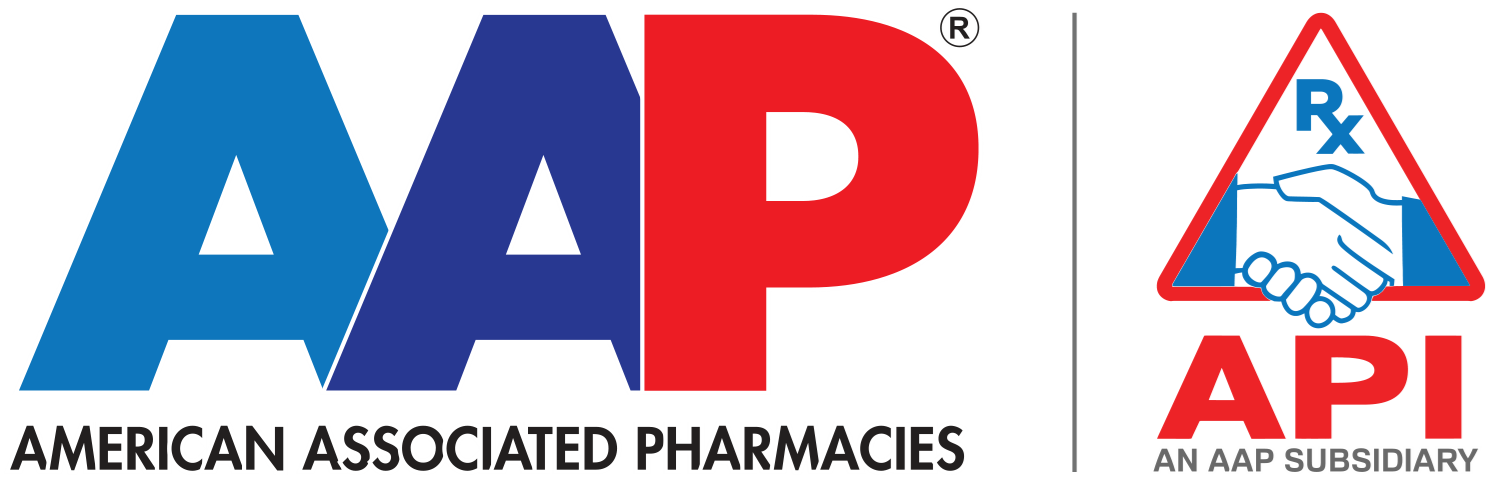 AAP®
AMERICAN ASSOCIATED PHARMACIES
Rx
API
AN AAP SUBSIDIARY